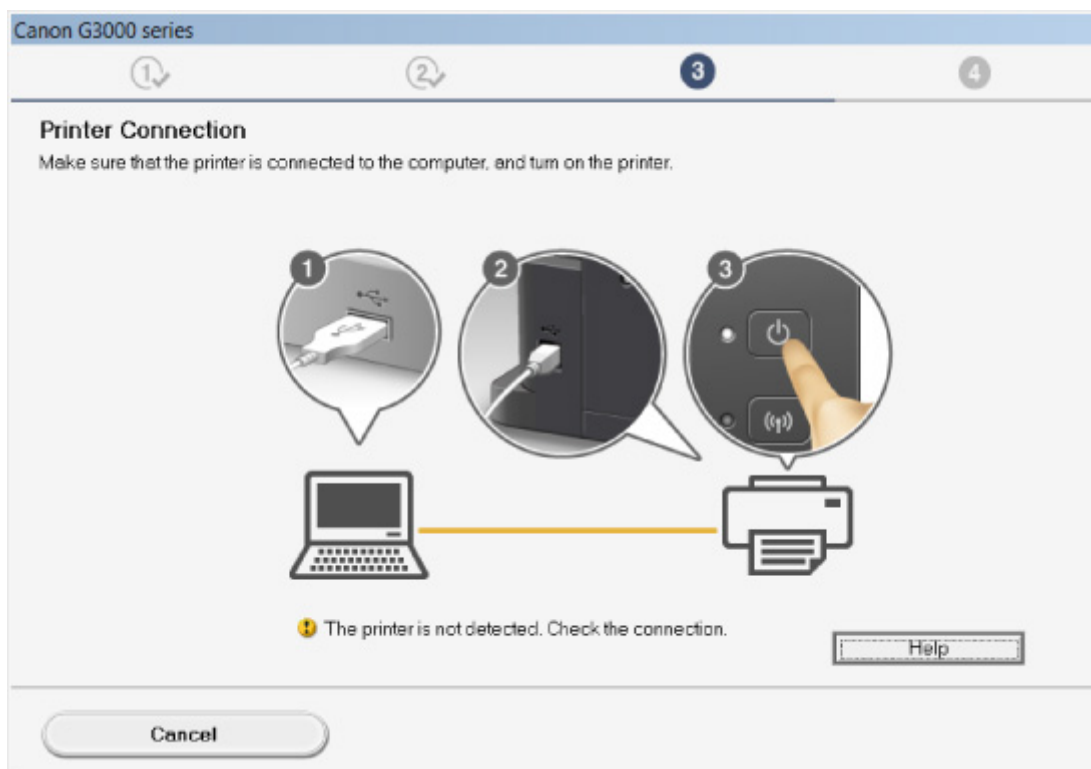 Canon G3000 series
1 2 3 4
Printer Connection
Make sure that the printer is connected to the computer, and turn on the printer.
1 2 3
The printer is not detected. Check the connection.
Help
Cancel